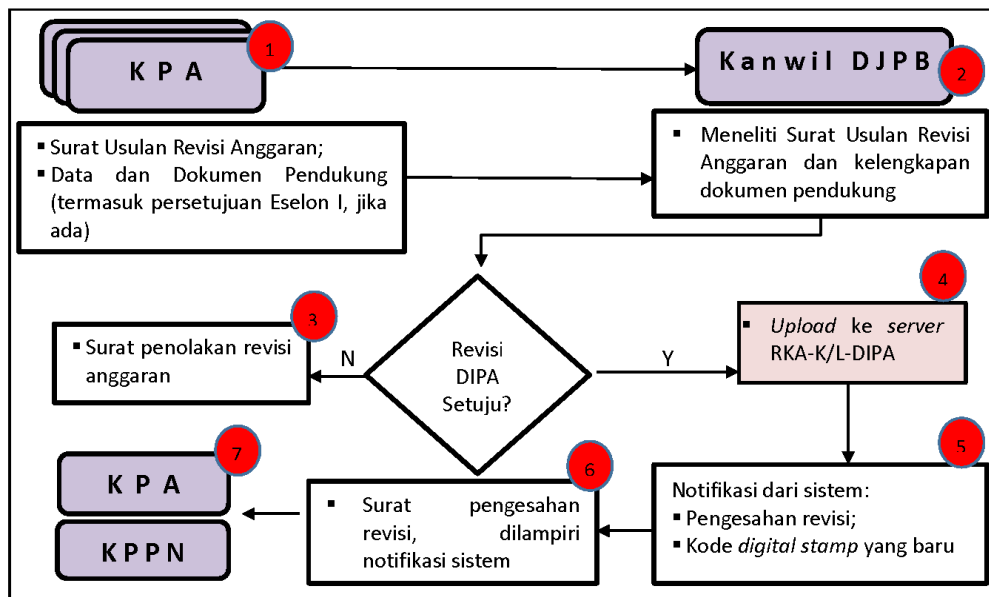 K P A
1
Kanwil DJPB
2
▪ Surat Usulan Revisi Anggaran;
▪ Data dan Dokumen Pendukung
(termasuk persetujuan Eselon I, jika
ada)
▪ Meneliti Surat Usulan Revisi
Anggaran dan kelengkapan
dokumen pendukung
3
▪ Surat penolakan revisi
anggaran
N
Revisi
DIPA
Setuju?
Y
4
▪ Upload ke server
RKA-K/L-DIPA
5
Notifikasi dari sistem:
▪ Pengesahan revisi;
▪ Kode digital stamp yang baru
6
▪ Surat pengesahan
revisi, dilampiri
notifikasi sistem
7
K P A
KPPN